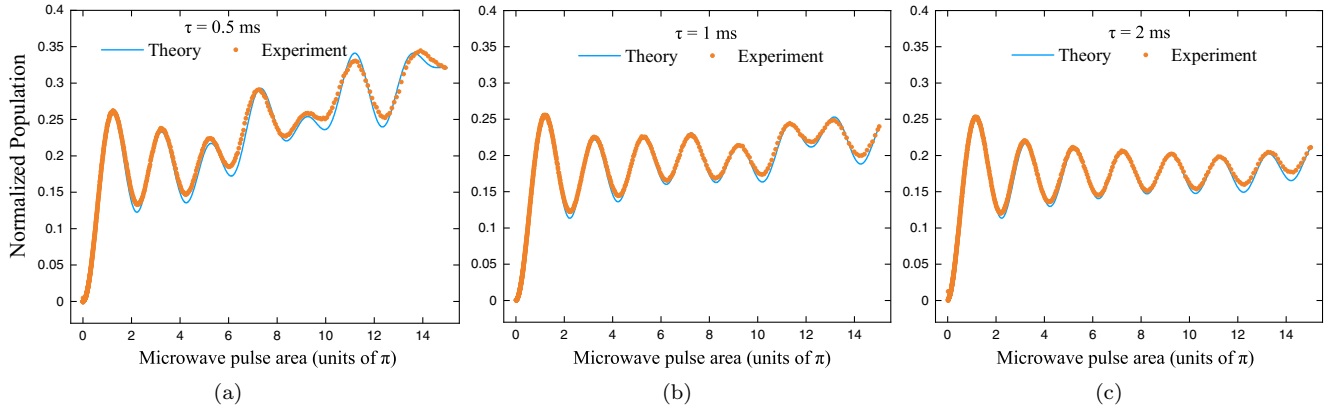 τ = 0.5 ms
Theory Experiment
0.4
0.35
0.3
0.25
0.2
0.15
0.1
0.05
0
0 2 4 6 8 10 12 14
Normalized Population
Microwave pulse area (units of π)
(a)
τ = 1 ms
Theory Experiment
0.4
0.35
0.3
0.25
0.2
0.15
0.1
0.05
0
0 2 4 6 8 10 12 14
Microwave pulse area (units of π)
(b)
τ = 2 ms
Theory Experiment
0.4
0.35
0.3
0.25
0.2
0.15
0.1
0.05
0
0 2 4 6 8 10 12 14
Microwave pulse area (units of π)
(c)